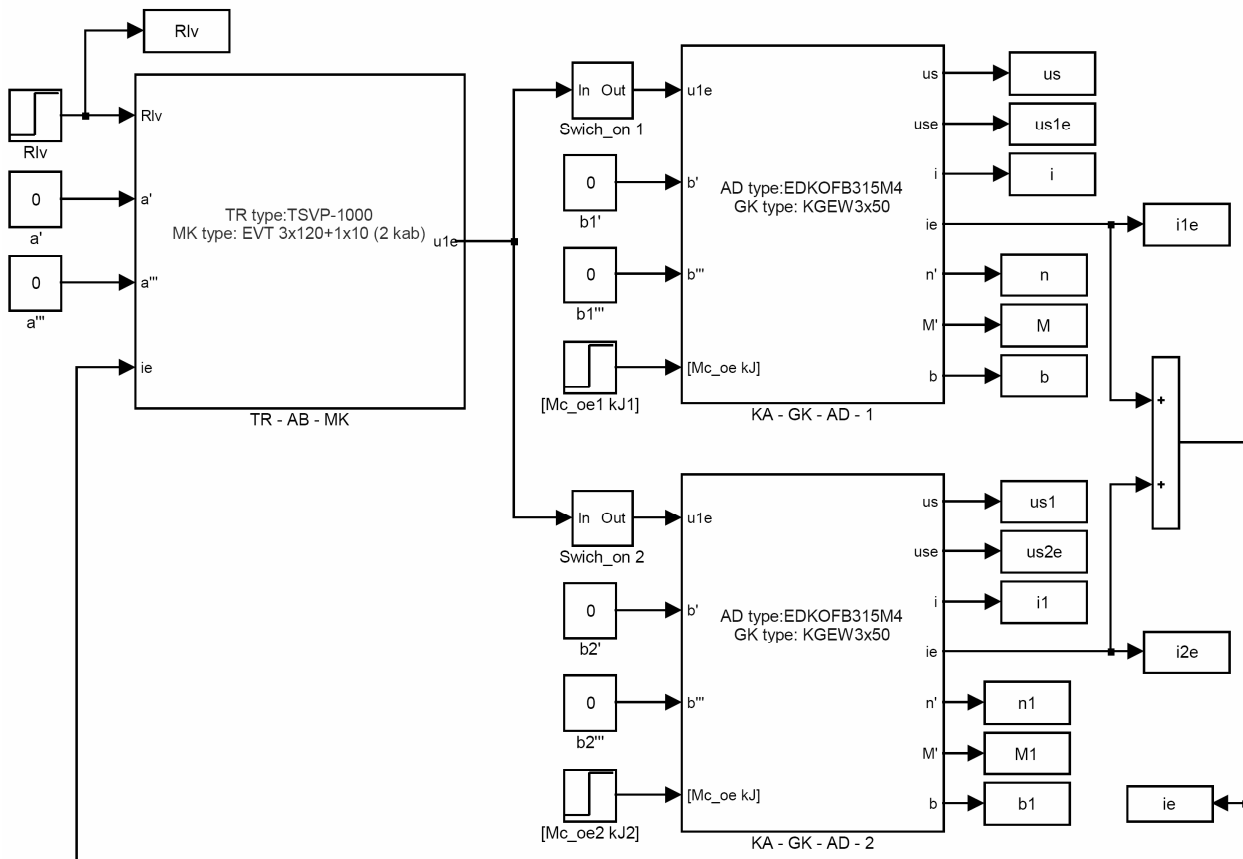 Rlv
Rlv
0
a'
0
a'''
Rlv
a'
a'''
ie
TR type:TSVP-1000
MK type: EVT 3x120+1x10 (2 kab)
u1e
TR - AB - MK
In Out
Swich_on 1
0
b1'
0
b1'''
[Mc_oe1 kJ1]
u1e
b'
b'''
[Mc_oe kJ]
AD type:EDKOFB315M4
GK type: KGEW3x50
us
use
i
ie
n'
M'
b
KA - GK - AD - 1
us
us1e
i
i1e
n
M
b
+
+
In Out
Swich_on 2
0
b2'
0
b2'''
[Mc_oe2 kJ2]
u1e
b'
b'''
[Mc_oe kJ]
AD type:EDKOFB315M4
GK type: KGEW3x50
us
use
i
ie
n'
M'
b
KA - GK - AD - 2
us1
us2e
i1
i2e
n1
M1
b1
ie